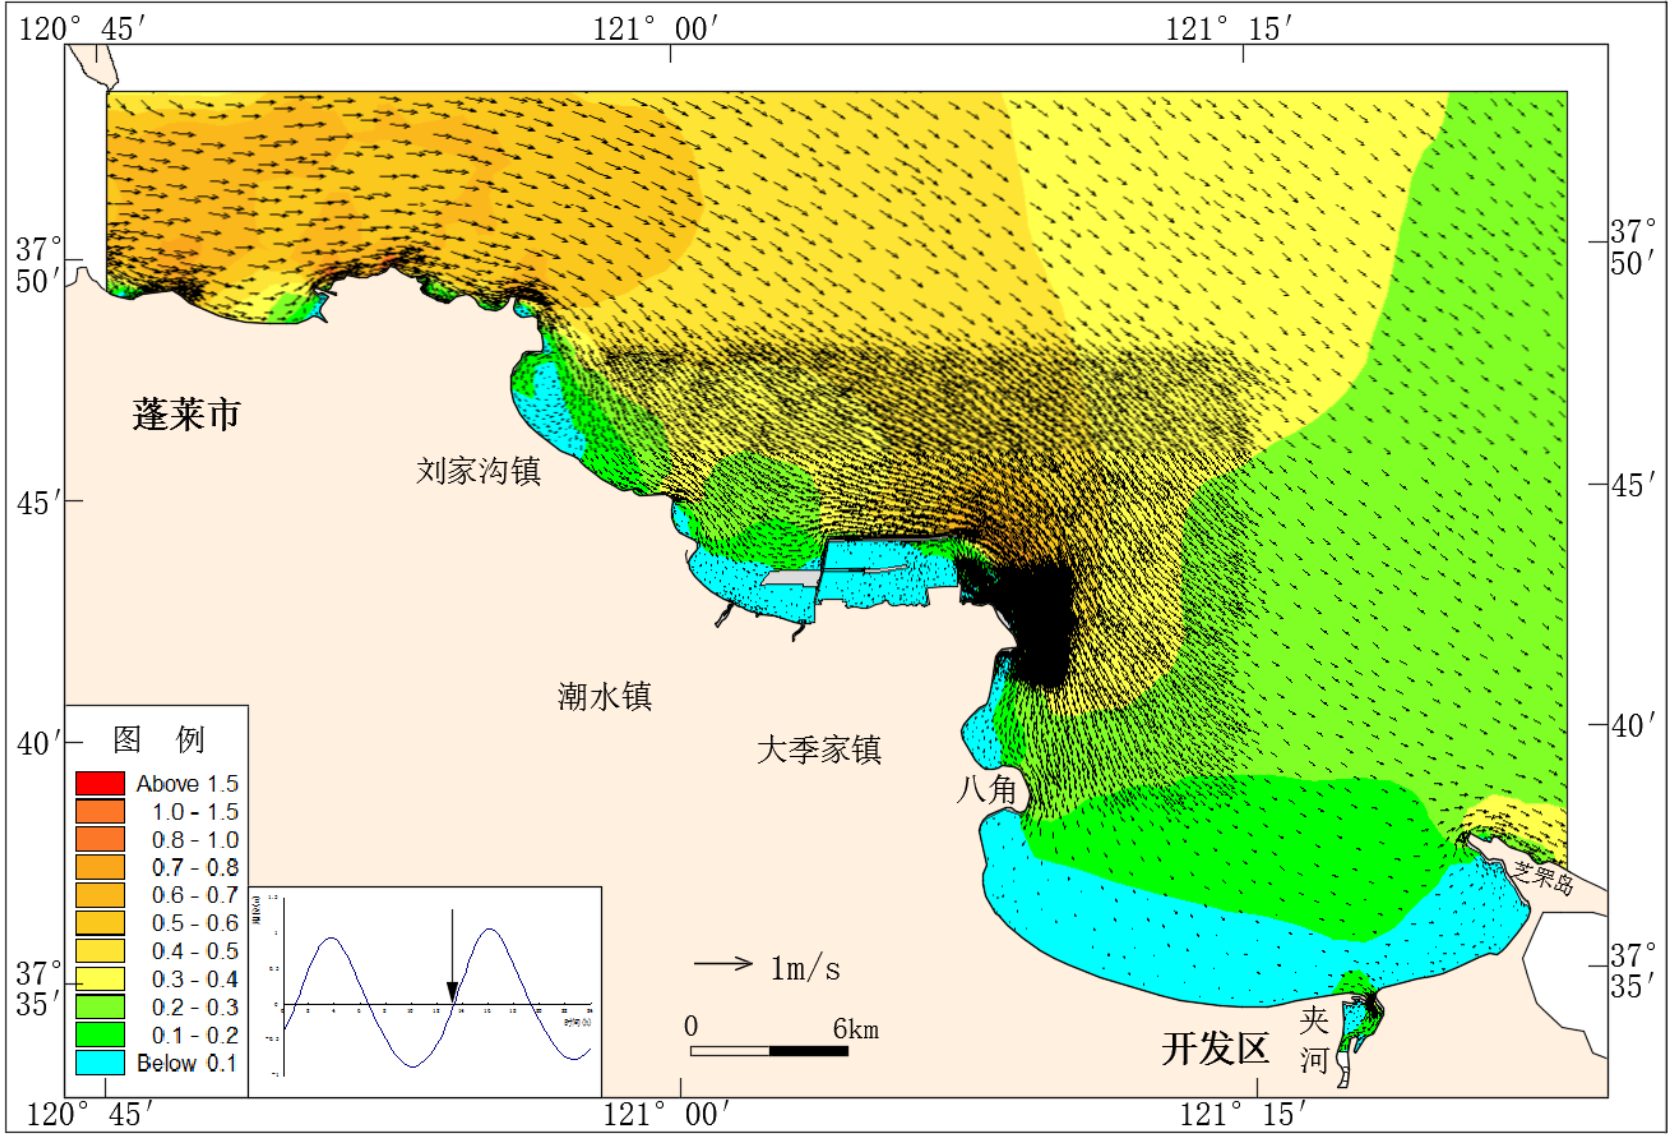 120° 45′
121° 00′
121° 15′
37°
50′
37°
50′
蓬莱市
刘家沟镇
45′
45′
潮水镇
大季家镇
40′
40′
八角
芝罘岛
图 例
Above 1.5
1.0 - 1.5
0.8 - 1.0
0.7 - 0.8
0.6 - 0.7
0.5 - 0.6
0.4 - 0.5
0.3 - 0.4
0.2 - 0.3
0.1 - 0.2
Below 0.1
时间(h)
1m/s
0 6km
37°
35′
37°
35′
开发区
夹
河
120° 45′
121° 00′
121° 15′